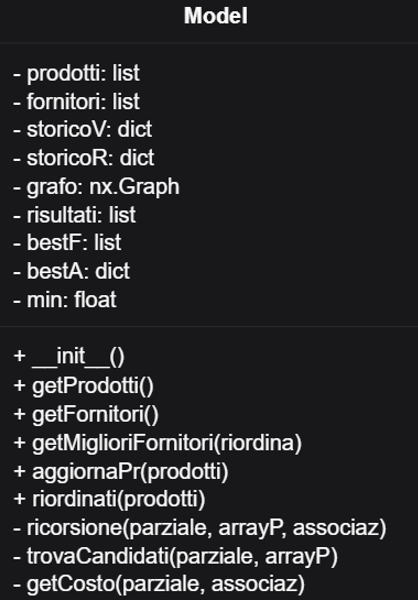 Model
- prodotti: list
- fornitori: list
- storicoV: dict
- storicoR: dict
- grafo: nx.Graph
- risultati: list
- bestF: list
- bestA: dict
- min: float
+ __init__()
+ getProdotti()
+ getFornitori()
+ getMiglioriFornitori(riordina)
+ aggiornaPr(prodotti)
+ riordinati(prodotti)
- ricorsione(parziale, arrayP, associaz)
- trovaCandidati(parziale, arrayP)
- getCosto(parziale, associaz)